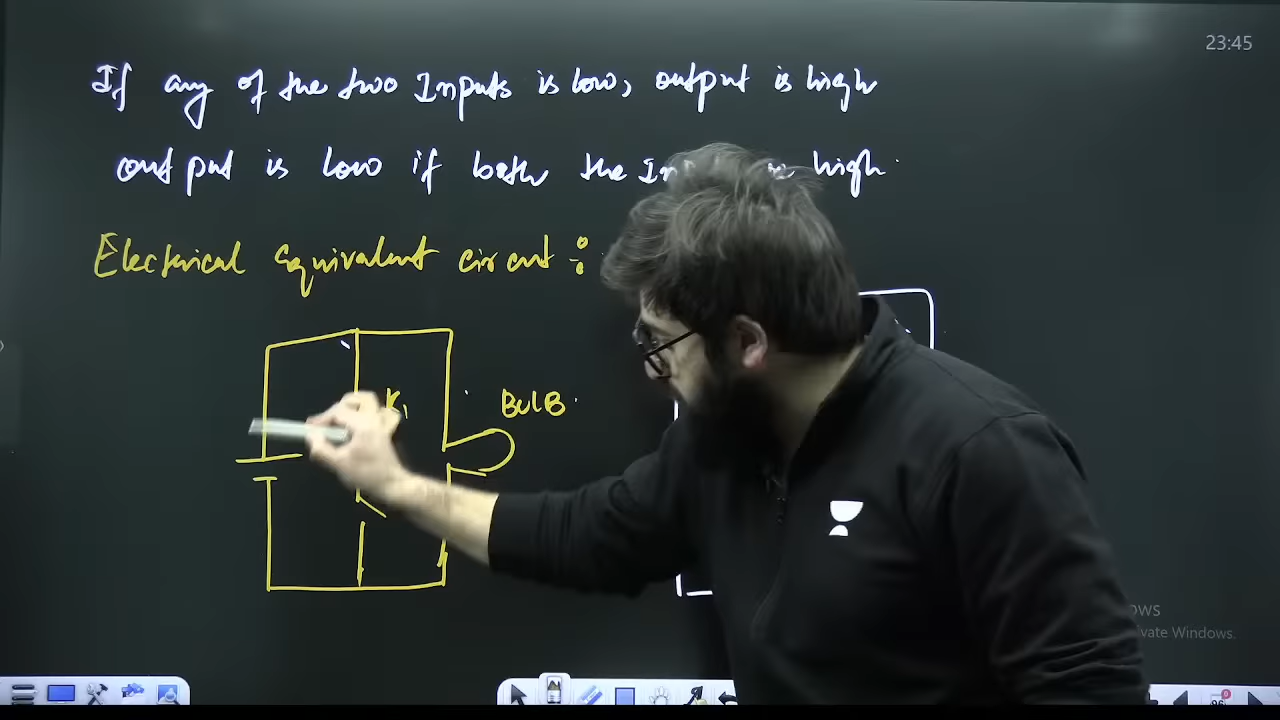 23:45
If any of the two Inputs is low, output is high
output is low if both the high.
Electrical equivalent circuit :
K1
BulB